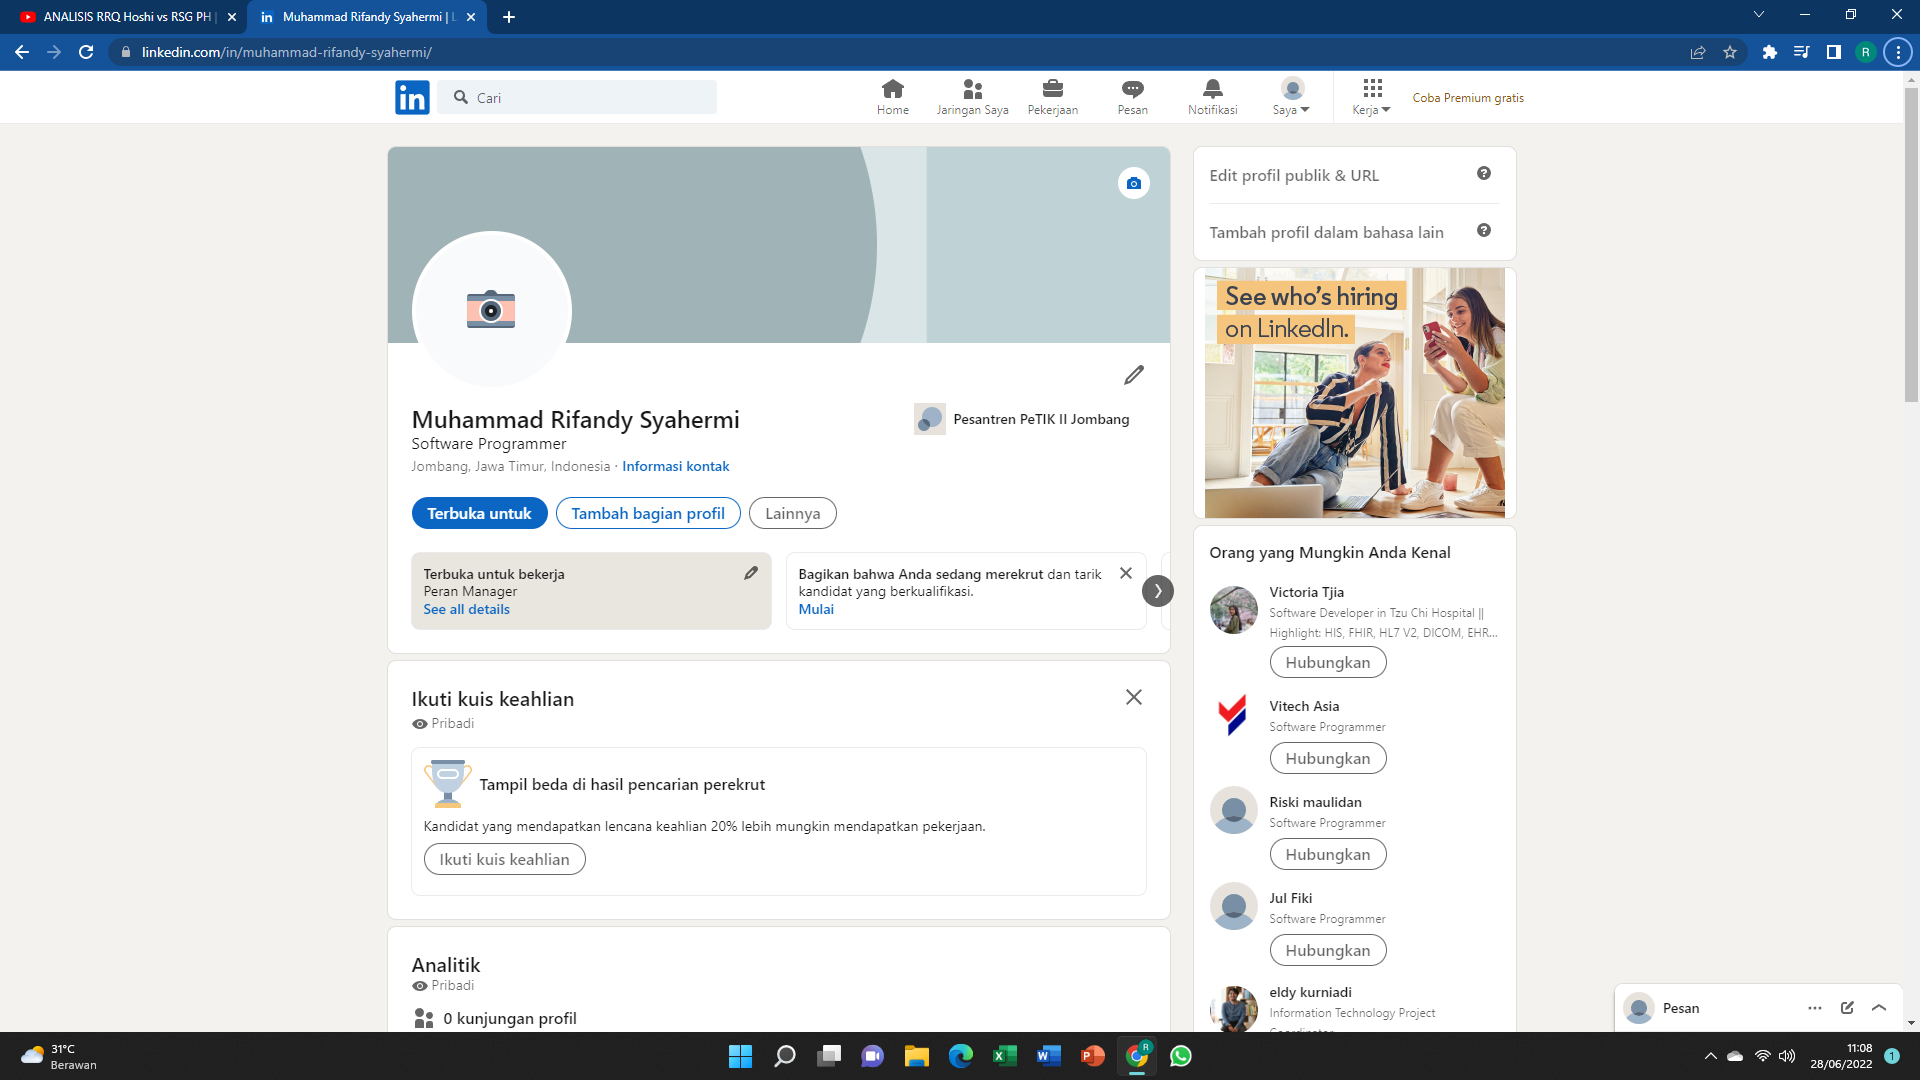 ANALISIS RRQ Hoshi vs RSG PH |
Muhammad Rifandy Syahermi | L
linkedin.com/in/muhammad-rifandy-syahermi/
R
in
Cari
Home
Jaringan Saya
Pekerjaan
Pesan
Notifikasi
Saya
Kerja
Coba Premium gratis
Muhammad Rifandy Syahermi
Software Programmer
Jombang, Jawa Timur, Indonesia · Informasi kontak
Pesantren PeTIK II Jombang
Terbuka untuk
Tambah bagian profil
Lainnya
Terbuka untuk bekerja
Peran Manager
See all details
Bagikan bahwa Anda sedang merekrut dan tarik
kandidat yang berkualifikasi.
Mulai
Ikuti kuis keahlian
Pribadi
Tampil beda di hasil pencarian perekrut
Kandidat yang mendapatkan lencana keahlian 20% lebih mungkin mendapatkan pekerjaan.
Ikuti kuis keahlian
Analitik
Pribadi
0 kunjungan profil
Edit profil publik & URL
Tambah profil dalam bahasa lain
See who's hiring
on LinkedIn.
Orang yang Mungkin Anda Kenal
Victoria Tjia
Software Developer in Tzu Chi Hospital ||
Highlight: HIS, FHIR, HL7 V2, DICOM, EHR...
Hubungkan
Vitech Asia
Software Programmer
Hubungkan
Riski maulidan
Software Programmer
Hubungkan
Jul Fiki
Software Programmer
Hubungkan
eldy kurniadi
Information Technology Project
Coordinator
Pesan
31°C
Berawan
11:08
28/06/2022
1